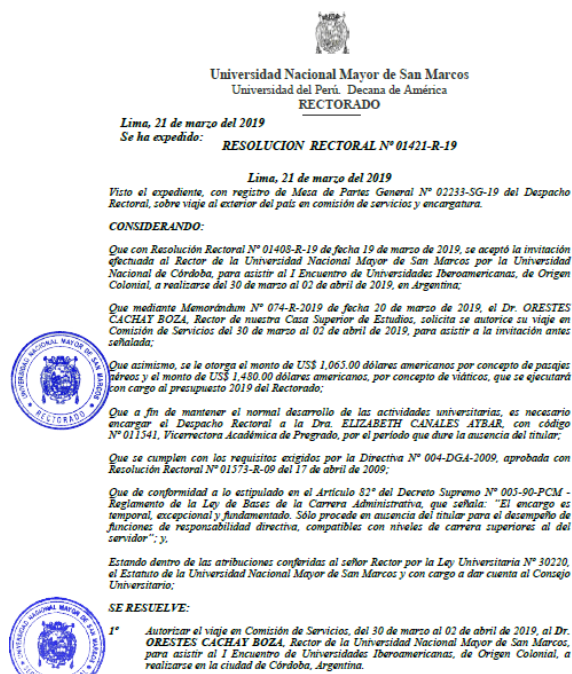 Universidad Nacional Mayor de San Marcos
Universidad del Perú. Decana de América
RECTORADO
Lima, 21 de marzo del 2019
Se ha expedido:
RESOLUCION RECTORAL Nº 01421-R-19
Lima, 21 de marzo del 2019
Visto el expediente, con registro de Mesa de Partes General Nº 02233-SG-19 del Despacho
Rectoral, sobre viaje al exterior del país en comisión de servicios y encargatura.
CONSIDERANDO:
Que con Resolución Rectoral Nº 01408-R-19 de fecha 19 de marzo de 2019, se aceptó la invitación
efectuada al Rector de la Universidad Nacional Mayor de San Marcos por la Universidad
Nacional de Córdoba, para asistir al I Encuentro de Universidades Iberoamericanas, de Origen
Colonial, a realizarse del 30 de marzo al 02 de abril de 2019, en Argentina;
Que mediante Memorándum Nº 074-R-2019 de fecha 20 de marzo de 2019, el Dr. ORESTES
CACHAY BOZA, Rector de nuestra Casa Superior de Estudios, solicita se autorice su viaje en
Comisión de Servicios del 30 de marzo al 02 de abril de 2019, para asistir a la invitación antes
señalada;
Que asimismo, se le otorga el monto de US$ 1,065.00 dólares americanos por concepto de pasajes
aéreos y el monto de US$ 1,480.00 dólares americanos, por concepto de viáticos, que se ejecutará
con cargo al presupuesto 2019 del Rectorado;
Que a fin de mantener el normal desarrollo de las actividades universitarias, es necesario
encargar el Despacho Rectoral a la Dra. ELIZABETH CANALES AYBAR, con código
Nº 011541, Vicerrectora Académica de Pregrado, por el período que dure la ausencia del titular;
Que se cumplen con los requisitos exigidos por la Directiva Nº 004-DGA-2009, aprobada con
Resolución Rectoral Nº 01573-R-09 del 17 de abril de 2009;
Que de conformidad a lo estipulado en el Artículo 82º del Decreto Supremo Nº 005-90-PCM -
Reglamento de la Ley de Bases de la Carrera Administrativa, que señala: "El encargo es
temporal, excepcional y fundamentado. Sólo procede en ausencia del titular para el desempeño de
funciones de responsabilidad directiva, compatibles con niveles de carrera superiores al del
servidor"; y,
Estando dentro de las atribuciones conferidas al señor Rector por la Ley Universitaria Nº 30220,
el Estatuto de la Universidad Nacional Mayor de San Marcos y con cargo a dar cuenta al Consejo
Universitario;
SE RESUELVE:
1º Autorizar el viaje en Comisión de Servicios, del 30 de marzo al 02 de abril de 2019, al Dr.
ORESTES CACHAY BOZA, Rector de la Universidad Nacional Mayor de San Marcos,
para asistir al I Encuentro de Universidades Iberoamericanas, de Origen Colonial, a
realizarse en la ciudad de Córdoba, Argentina.
NACIONAL MAYOR DE SAN MARCOS
RECTORADO